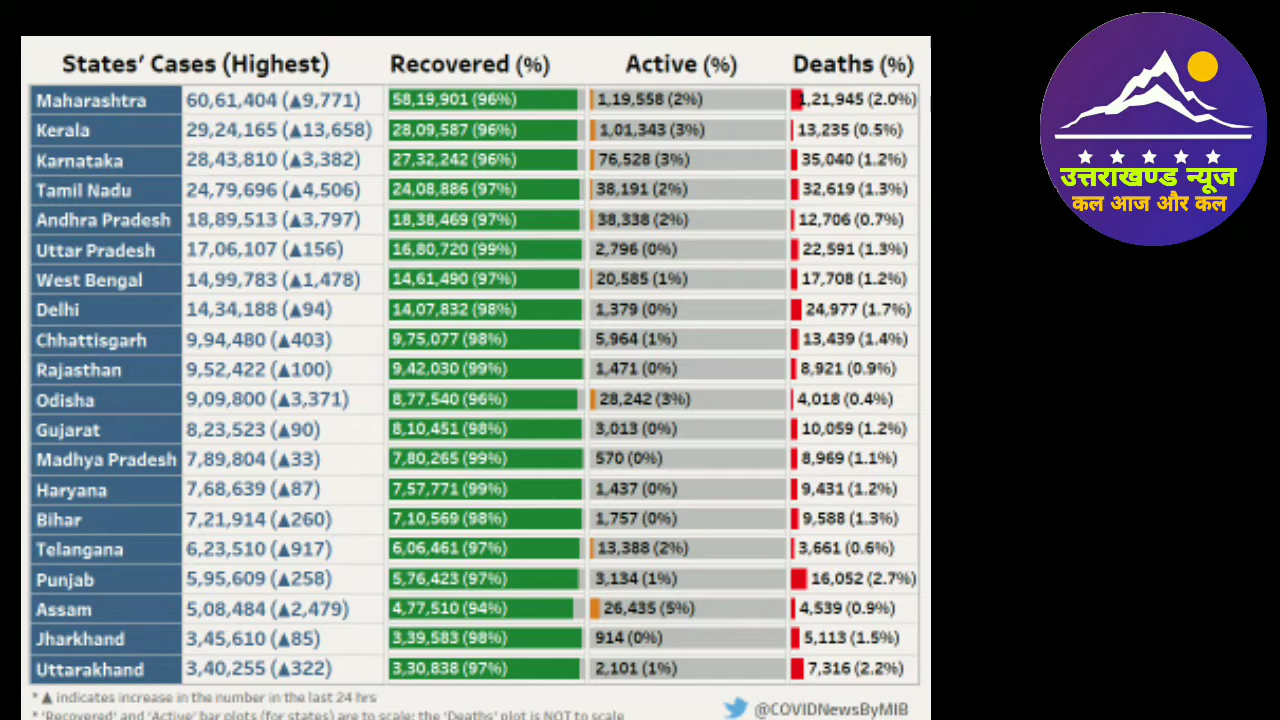 States’ Cases (Highest) Recovered (%) Active (%) Deaths (%)
Maharashtra 60,61,404 (▲9,771) 58,19,901 (96%) 1,19,558 (2%) 1,21,945 (2.0%)
Kerala 29,24,165 (▲13,658) 28,09,587 (96%) 1,01,343 (3%) 13,235 (0.5%)
Karnataka 28,43,810 (▲3,382) 27,32,242 (96%) 76,528 (3%) 35,040 (1.2%)
Tamil Nadu 24,79,696 (▲4,506) 24,08,886 (97%) 38,191 (2%) 32,619 (1.3%)
Andhra Pradesh 18,89,513 (▲3,797) 18,38,469 (97%) 38,338 (2%) 12,706 (0.7%)
Uttar Pradesh 17,06,107 (▲156) 16,80,720 (99%) 2,796 (0%) 22,591 (1.3%)
West Bengal 14,99,783 (▲1,478) 14,61,490 (97%) 20,585 (1%) 17,708 (1.2%)
Delhi 14,34,188 (▲94) 14,07,832 (98%) 1,379 (0%) 24,977 (1.7%)
Chhattisgarh 9,94,480 (▲403) 9,75,077 (98%) 5,964 (1%) 13,439 (1.4%)
Rajasthan 9,52,422 (▲100) 9,42,030 (99%) 1,471 (0%) 8,921 (0.9%)
Odisha 9,09,800 (▲3,371) 8,77,540 (96%) 28,242 (3%) 4,018 (0.4%)
Gujarat 8,23,523 (▲90) 8,10,451 (98%) 3,013 (0%) 10,059 (1.2%)
Madhya Pradesh 7,89,804 (▲33) 7,80,265 (99%) 570 (0%) 8,969 (1.1%)
Haryana 7,68,639 (▲87) 7,57,771 (99%) 1,437 (0%) 9,431 (1.2%)
Bihar 7,21,914 (▲260) 7,10,569 (98%) 1,757 (0%) 9,588 (1.3%)
Telangana 6,23,510 (▲917) 6,06,461 (97%) 13,388 (2%) 3,661 (0.6%)
Punjab 5,95,609 (▲258) 5,76,423 (97%) 3,134 (1%) 16,052 (2.7%)
Assam 5,08,484 (▲2,479) 4,77,510 (94%) 26,435 (5%) 4,539 (0.9%)
Jharkhand 3,45,610 (▲85) 3,39,583 (98%) 914 (0%) 5,113 (1.5%)
Uttarakhand 3,40,255 (▲322) 3,30,838 (97%) 2,101 (1%) 7,316 (2.2%)
* ▲ indicates increase in the number in the last 24 hrs
* 'Recovered' and 'Active' bar plots (for states) are to scale; the 'Deaths' plot is NOT to scale
@COVIDNewsByMIB
उत्तराखण्ड न्यूज
कल आज और कल